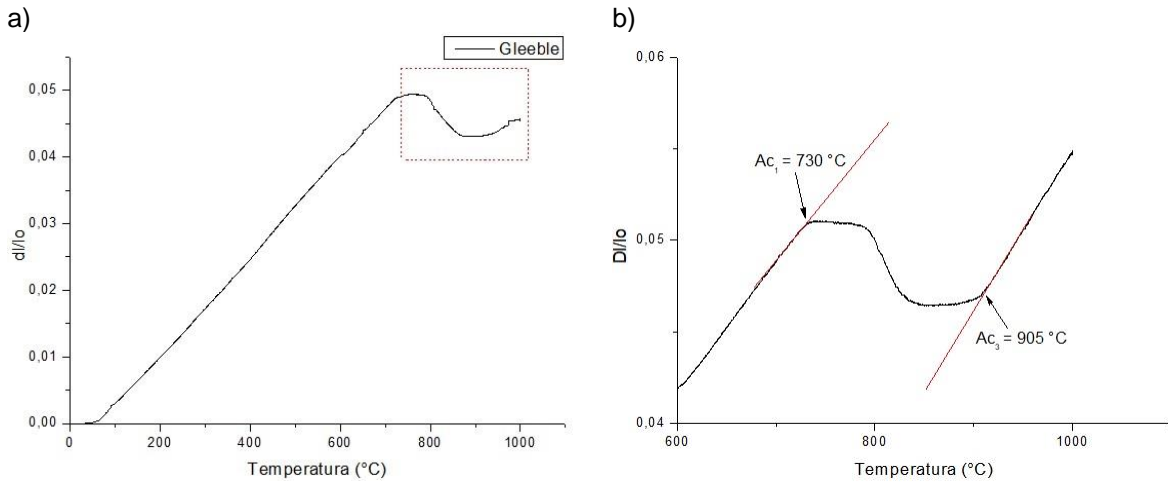 a)
b)
Gleeble
0,05
0,04
0,03
0,02
0,01
0,00
dl/lo
0
200
400
600
800
1000
Temperatura (°C)
0,06
0,05
0,04
Dl/lo
Ac₁ = 730 °C
Ac₃ = 905 °C
600
800
1000
Temperatura (°C)